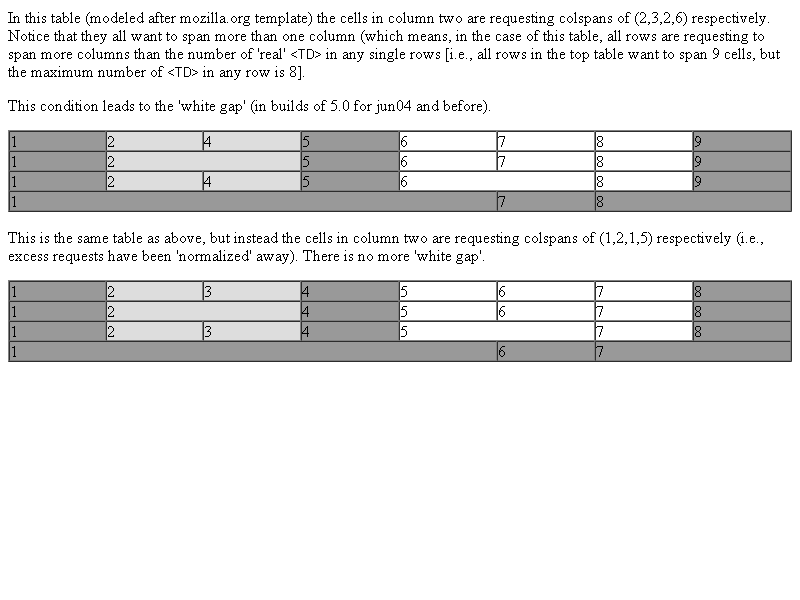 In this table (modeled after mozilla.org template) the cells in column two are requesting colspans of (2,3,2,6) respectively.
Notice that they all want to span more than one column (which means, in the case of this table, all rows are requesting to
span more columns than the number of 'real' <TD> in any single rows [i.e., all rows in the top table want to span 9 cells, but
the maximum number of <TD> in any row is 8].
This condition leads to the 'white gap' (in builds of 5.0 for jun04 and before).
1 2 4 5 6 7 8 9
1 2 5 6 7 8 9
1 2 4 5 6 8 9
1 7 8
This is the same table as above, but instead the cells in column two are requesting colspans of (1,2,1,5) respectively (i.e.,
excess requests have been 'normalized' away). There is no more 'white gap'.
1 2 3 4 5 6 7 8
1 2 4 5 6 7 8
1 2 3 4 5 7 8
1 6 7